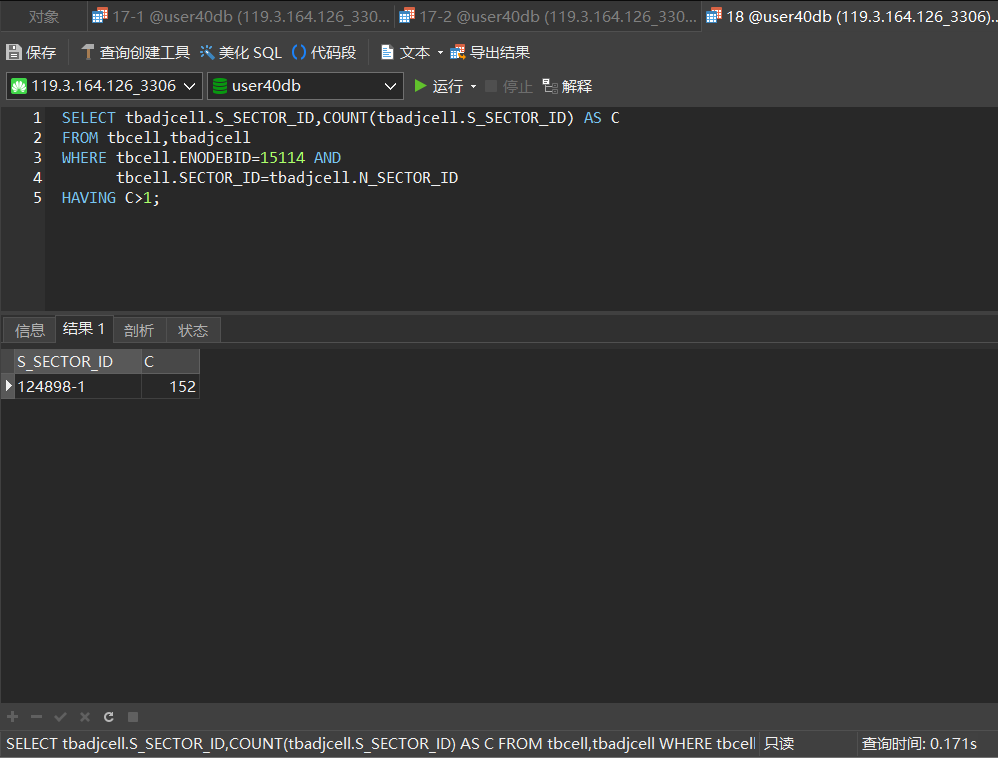 对象 17-1 @user40db (119.3.164.126_330... 17-2 @user40db (119.3.164.126_330... 18 @user40db (119.3.164.126_3306)...
保存 查询创建工具 美化 SQL () 代码段 文本 导出结果
119.3.164.126_3306 user40db 运行 停止 解释
1 SELECT tbadjcell.S_SECTOR_ID,COUNT(tbadjcell.S_SECTOR_ID) AS C
2 FROM tbcell,tbadjcell
3 WHERE tbcell.ENODEBID=15114 AND
4 tbcell.SECTOR_ID=tbadjcell.N_SECTOR_ID
5 HAVING C>1;
信息 结果 1 剖析 状态
S_SECTOR_ID C
124898-1 152
SELECT tbadjcell.S_SECTOR_ID,COUNT(tbadjcell.S_SECTOR_ID) AS C FROM tbcell,tbadjcell WHERE tbcell 只读 查询时间: 0.171s